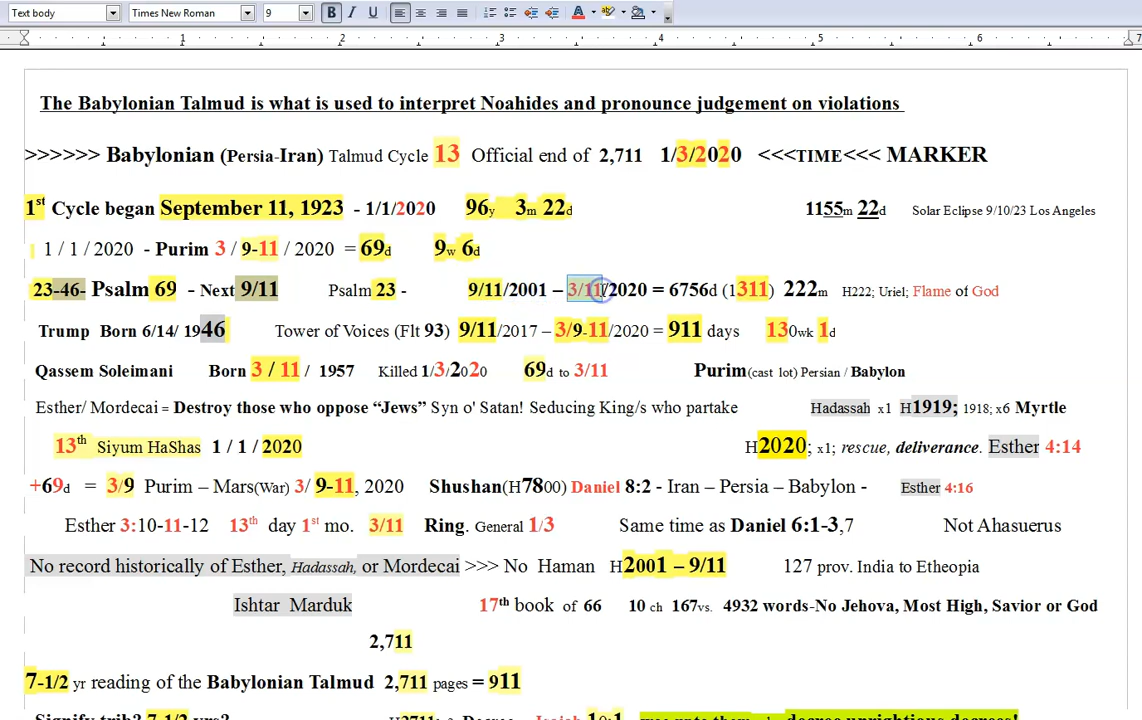 Text body Times New Roman 9 B I U A
1 2 3 4 5 6 7
The Babylonian Talmud is what is used to interpret Noahides and pronounce judgement on violations
>>>>>> Babylonian (Persia-Iran) Talmud Cycle 13 Official end of 2,711 1/3/2020 <<<TIME<<< MARKER
1st Cycle began September 11, 1923 - 1/1/2020 96y 3m 22d 1155m 22d Solar Eclipse 9/10/23 Los Angeles
1 / 1 / 2020 - Purim 3 / 9-11 / 2020 = 69d 9w 6d
23-46- Psalm 69 - Next 9/11 Psalm 23 - 9/11/2001 – 3/11/2020 = 6756d (1311) 222m H222; Uriel; Flame of God
Trump Born 6/14/ 1946 Tower of Voices (Flt 93) 9/11/2017 – 3/9-11/2020 = 911 days 130wk 1d
Qassem Soleimani Born 3 / 11 / 1957 Killed 1/3/2020 69d to 3/11 Purim(cast lot) Persian / Babylon
Esther/ Mordecai = Destroy those who oppose “Jews” Syn o' Satan! Seducing King/s who partake Hadassah x1 H1919; 1918; x6 Myrtle
13th Siyum HaShas 1 / 1 / 2020 H2020; x1; rescue, deliverance. Esther 4:14
+69d = 3/9 Purim – Mars(War) 3/ 9-11, 2020 Shushan(H7800) Daniel 8:2 - Iran – Persia – Babylon - Esther 4:16
Esther 3:10-11-12 13th day 1st mo. 3/11 Ring. General 1/3 Same time as Daniel 6:1-3,7 Not Ahasuerus
No record historically of Esther, Hadassah, or Mordecai >>> No Haman H2001 – 9/11 127 prov. India to Etheopia
Ishtar Marduk 17th book of 66 10 ch 167vs. 4932 words-No Jehova, Most High, Savior or God
2,711
7-1/2 yr reading of the Babylonian Talmud 2,711 pages = 911
Signify trib? 7-1/2 yrs?